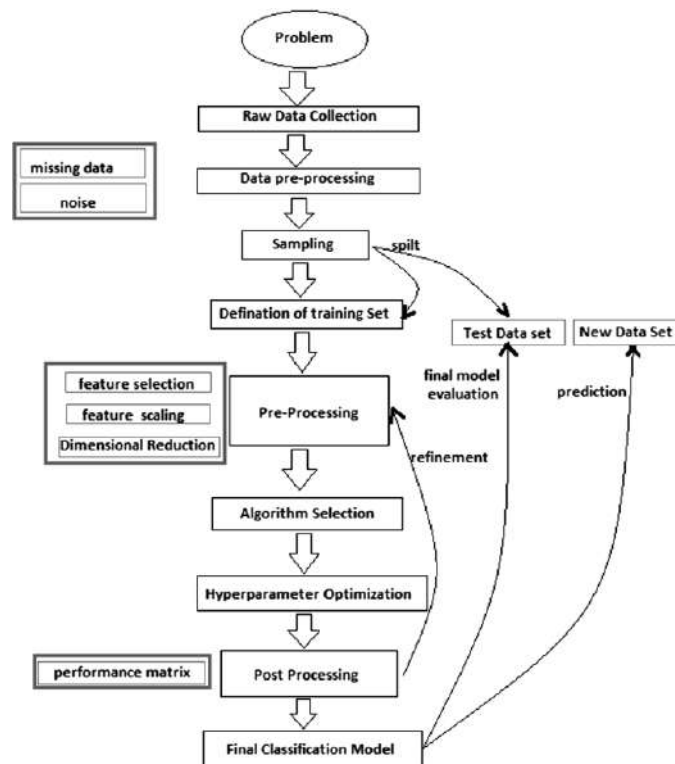 Problem
Raw Data Collection
missing data
noise
Data pre-processing
Sampling
spilt
Defination of training Set
Test Data set
New Data Set
feature selection
feature scaling
Dimensional Reduction
Pre-Processing
final model
evaluation
prediction
refinement
Algorithm Selection
Hyperparameter Optimization
performance matrix
Post Processing
Final Classification Model